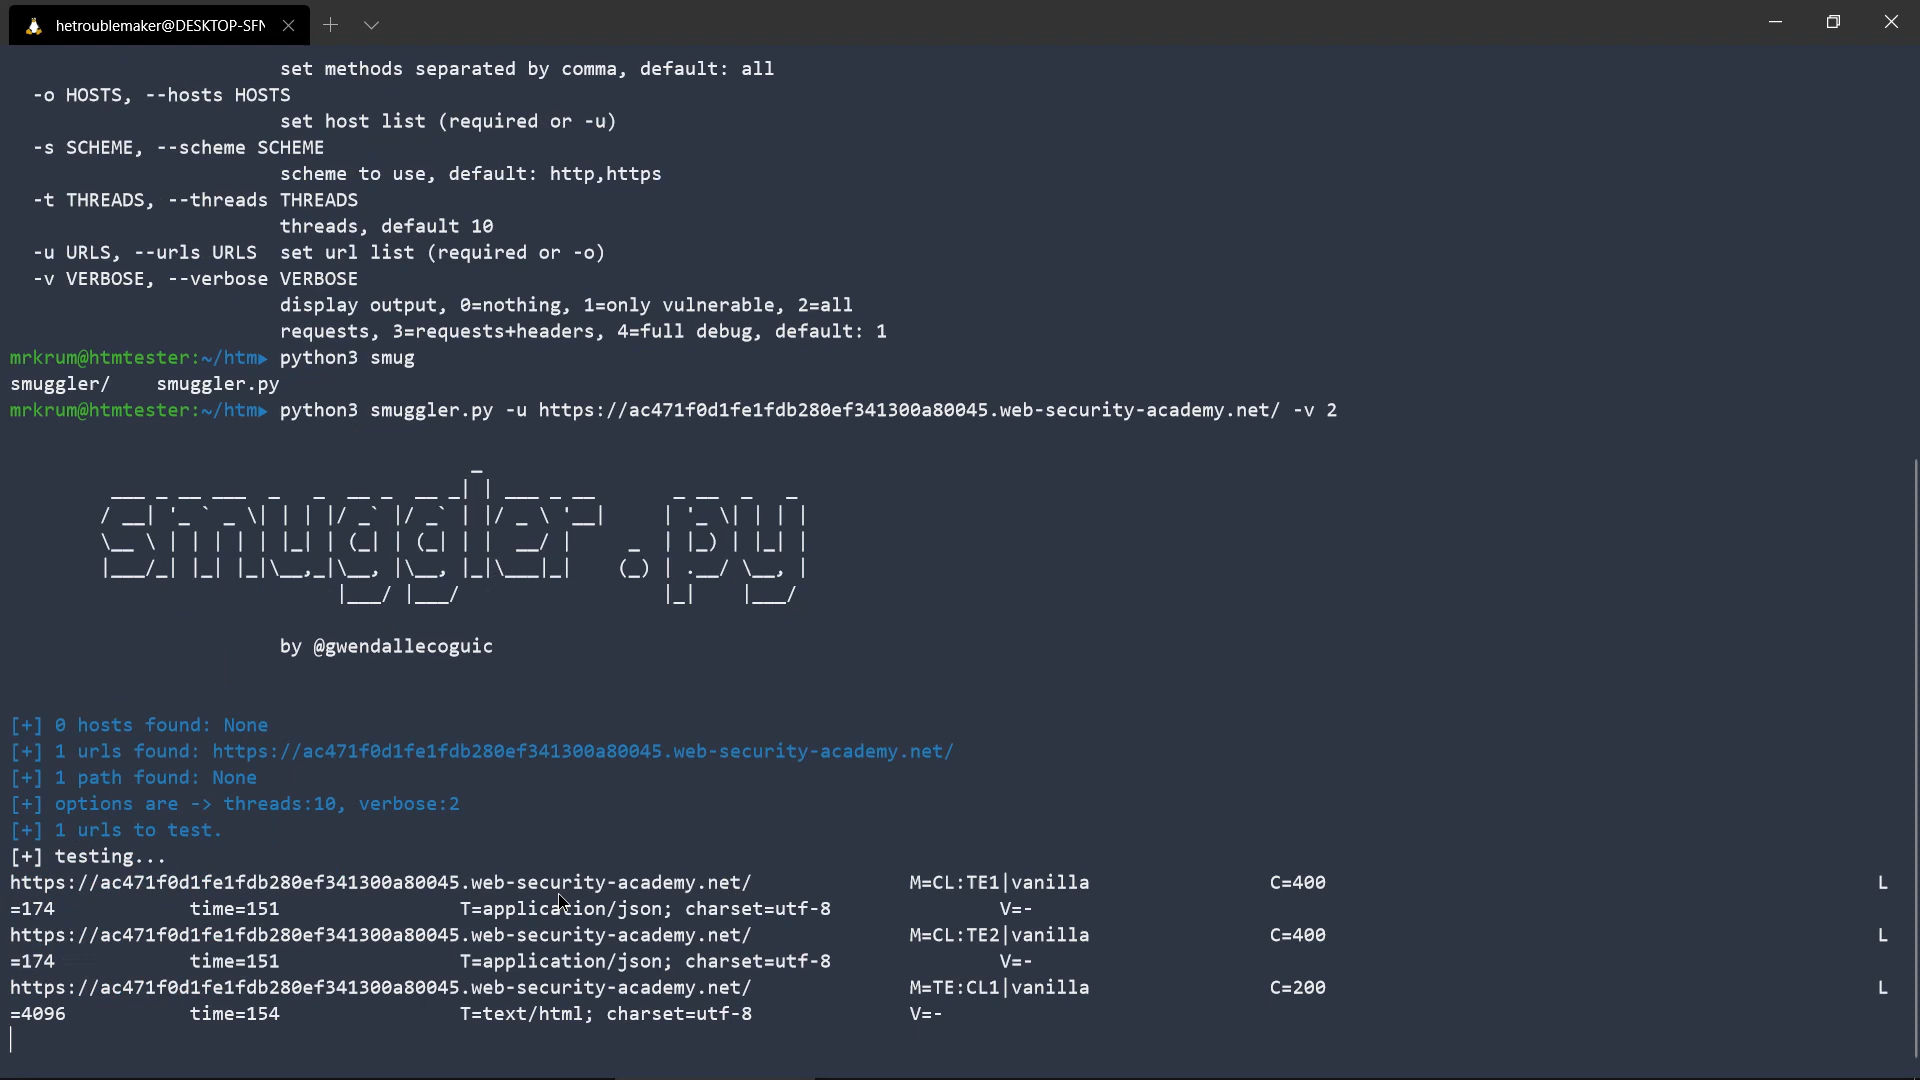 hetroublemaker@DESKTOP-SFN
set methods separated by comma, default: all
-o HOSTS, --hosts HOSTS
set host list (required or -u)
-s SCHEME, --scheme SCHEME
scheme to use, default: http,https
-t THREADS, --threads THREADS
threads, default 10
-u URLS, --urls URLS  set url list (required or -o)
-v VERBOSE, --verbose VERBOSE
display output, 0=nothing, 1=only vulnerable, 2=all
requests, 3=requests+headers, 4=full debug, default: 1
mrkrum@htmtester:~/htm▸ python3 smug
smuggler/    smuggler.py
mrkrum@htmtester:~/htm▸ python3 smuggler.py -u https://ac471f0d1fe1fdb280ef341300a80045.web-security-academy.net/ -v 2
smuggler.py
by @gwendallecoguic
[+] 0 hosts found: None
[+] 1 urls found: https://ac471f0d1fe1fdb280ef341300a80045.web-security-academy.net/
[+] 1 path found: None
[+] options are -> threads:10, verbose:2
[+] 1 urls to test.
[+] testing...
https://ac471f0d1fe1fdb280ef341300a80045.web-security-academy.net/    M=CL:TE1|vanilla    C=400    L
=174    time=151    T=application/json; charset=utf-8    V=-
https://ac471f0d1fe1fdb280ef341300a80045.web-security-academy.net/    M=CL:TE2|vanilla    C=400    L
=174    time=151    T=application/json; charset=utf-8    V=-
https://ac471f0d1fe1fdb280ef341300a80045.web-security-academy.net/    M=TE:CL1|vanilla    C=200    L
=4096    time=154    T=text/html; charset=utf-8    V=-